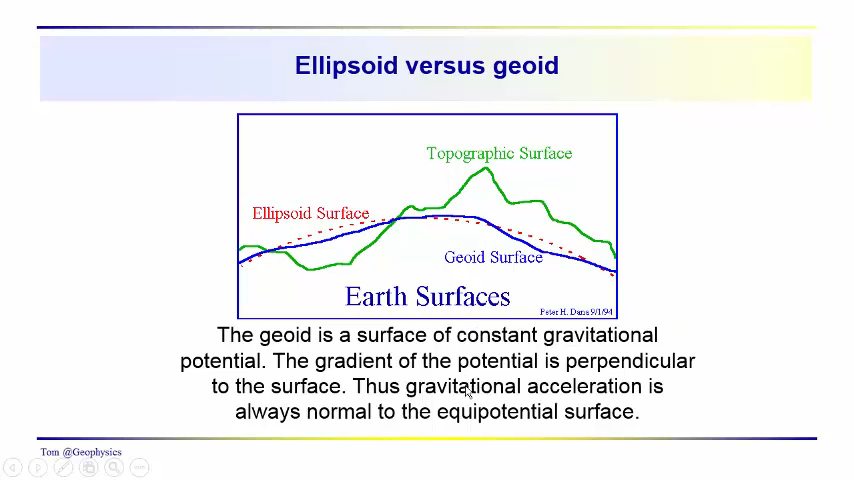 Ellipsoid versus geoid
Topographic Surface
Ellipsoid Surface
Geoid Surface
Earth Surfaces
Peter H. Dana 9/1/94
The geoid is a surface of constant gravitational
potential. The gradient of the potential is perpendicular
to the surface. Thus gravitational acceleration is
always normal to the equipotential surface.
Tom @Geophysics